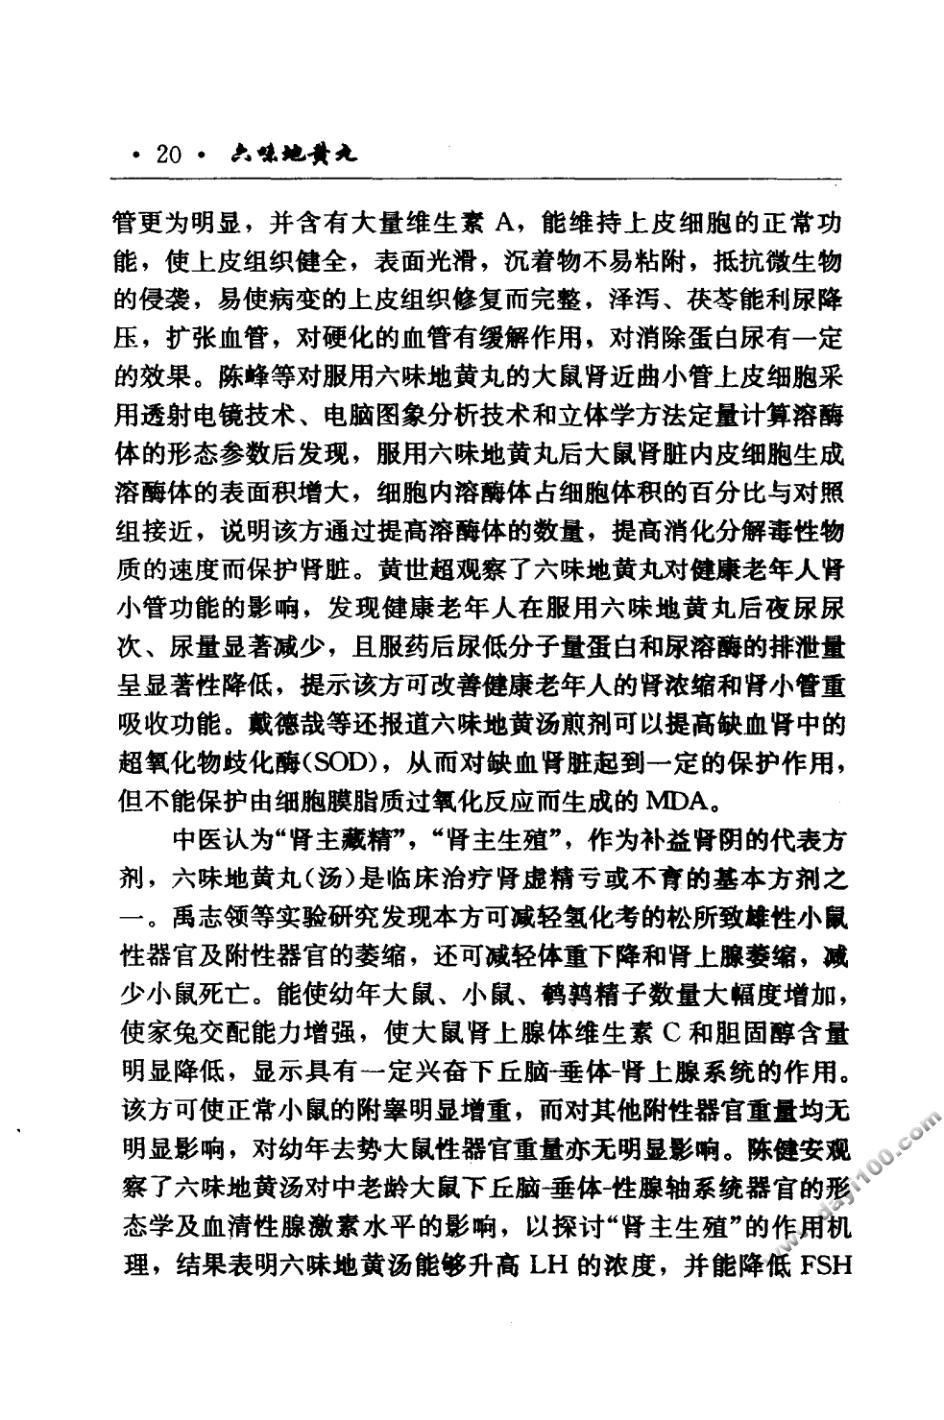 · 20 · 六味地黄丸
管更为明显，并含有大量维生素 A，能维持上皮细胞的正常功
能，使上皮组织健全，表面光滑，沉着物不易粘附，抵抗微生物
的侵袭，易使病变的上皮组织修复而完整，泽泻、茯苓能利尿降
压，扩张血管，对硬化的血管有缓解作用，对消除蛋白尿有一定
的效果。陈峰等对服用六味地黄丸的大鼠肾近曲小管上皮细胞采
用透射电镜技术、电脑图象分析技术和立体学方法定量计算溶酶
体的形态参数后发现，服用六味地黄丸后大鼠肾脏内皮细胞生成
溶酶体的表面积增大，细胞内溶酶体占细胞体积的百分比与对照
组接近，说明该方通过提高溶酶体的数量，提高消化分解毒性物
质的速度而保护肾脏。黄世超观察了六味地黄丸对健康老年人肾
小管功能的影响，发现健康老年人在服用六味地黄丸后夜尿尿
次、尿量显著减少，且服药后尿低分子量蛋白和尿溶酶的排泄量
呈显著性降低，提示该方可改善健康老年人的肾浓缩和肾小管重
吸收功能。戴德哉等还报道六味地黄汤煎剂可以提高缺血肾中的
超氧化物歧化酶(SOD)，从而对缺血肾脏起到一定的保护作用，
但不能保护由细胞膜脂质过氧化反应而生成的 MDA。
中医认为“肾主藏精”，“肾主生殖”，作为补益肾阴的代表方
剂，六味地黄丸(汤)是临床治疗肾虚精亏或不育的基本方剂之
一。禹志领等实验研究发现本方可减轻氢化考的松所致雄性小鼠
性器官及附性器官的萎缩，还可减轻体重下降和肾上腺萎缩，减
少小鼠死亡。能使幼年大鼠、小鼠、鹌鹑精子数量大幅度增加，
使家兔交配能力增强，使大鼠肾上腺体维生素 C 和胆固醇含量
明显降低，显示具有一定兴奋下丘脑-垂体-肾上腺系统的作用。
该方可使正常小鼠的附睾明显增重，而对其他附性器官重量均无
明显影响，对幼年去势大鼠性器官重量亦无明显影响。陈健安观
察了六味地黄汤对中老龄大鼠下丘脑-垂体-性腺轴系统器官的形
态学及血清性腺激素水平的影响，以探讨“肾主生殖”的作用机
理，结果表明六味地黄汤能够升高 LH 的浓度，并能降低 FSH
www.dayi100.com